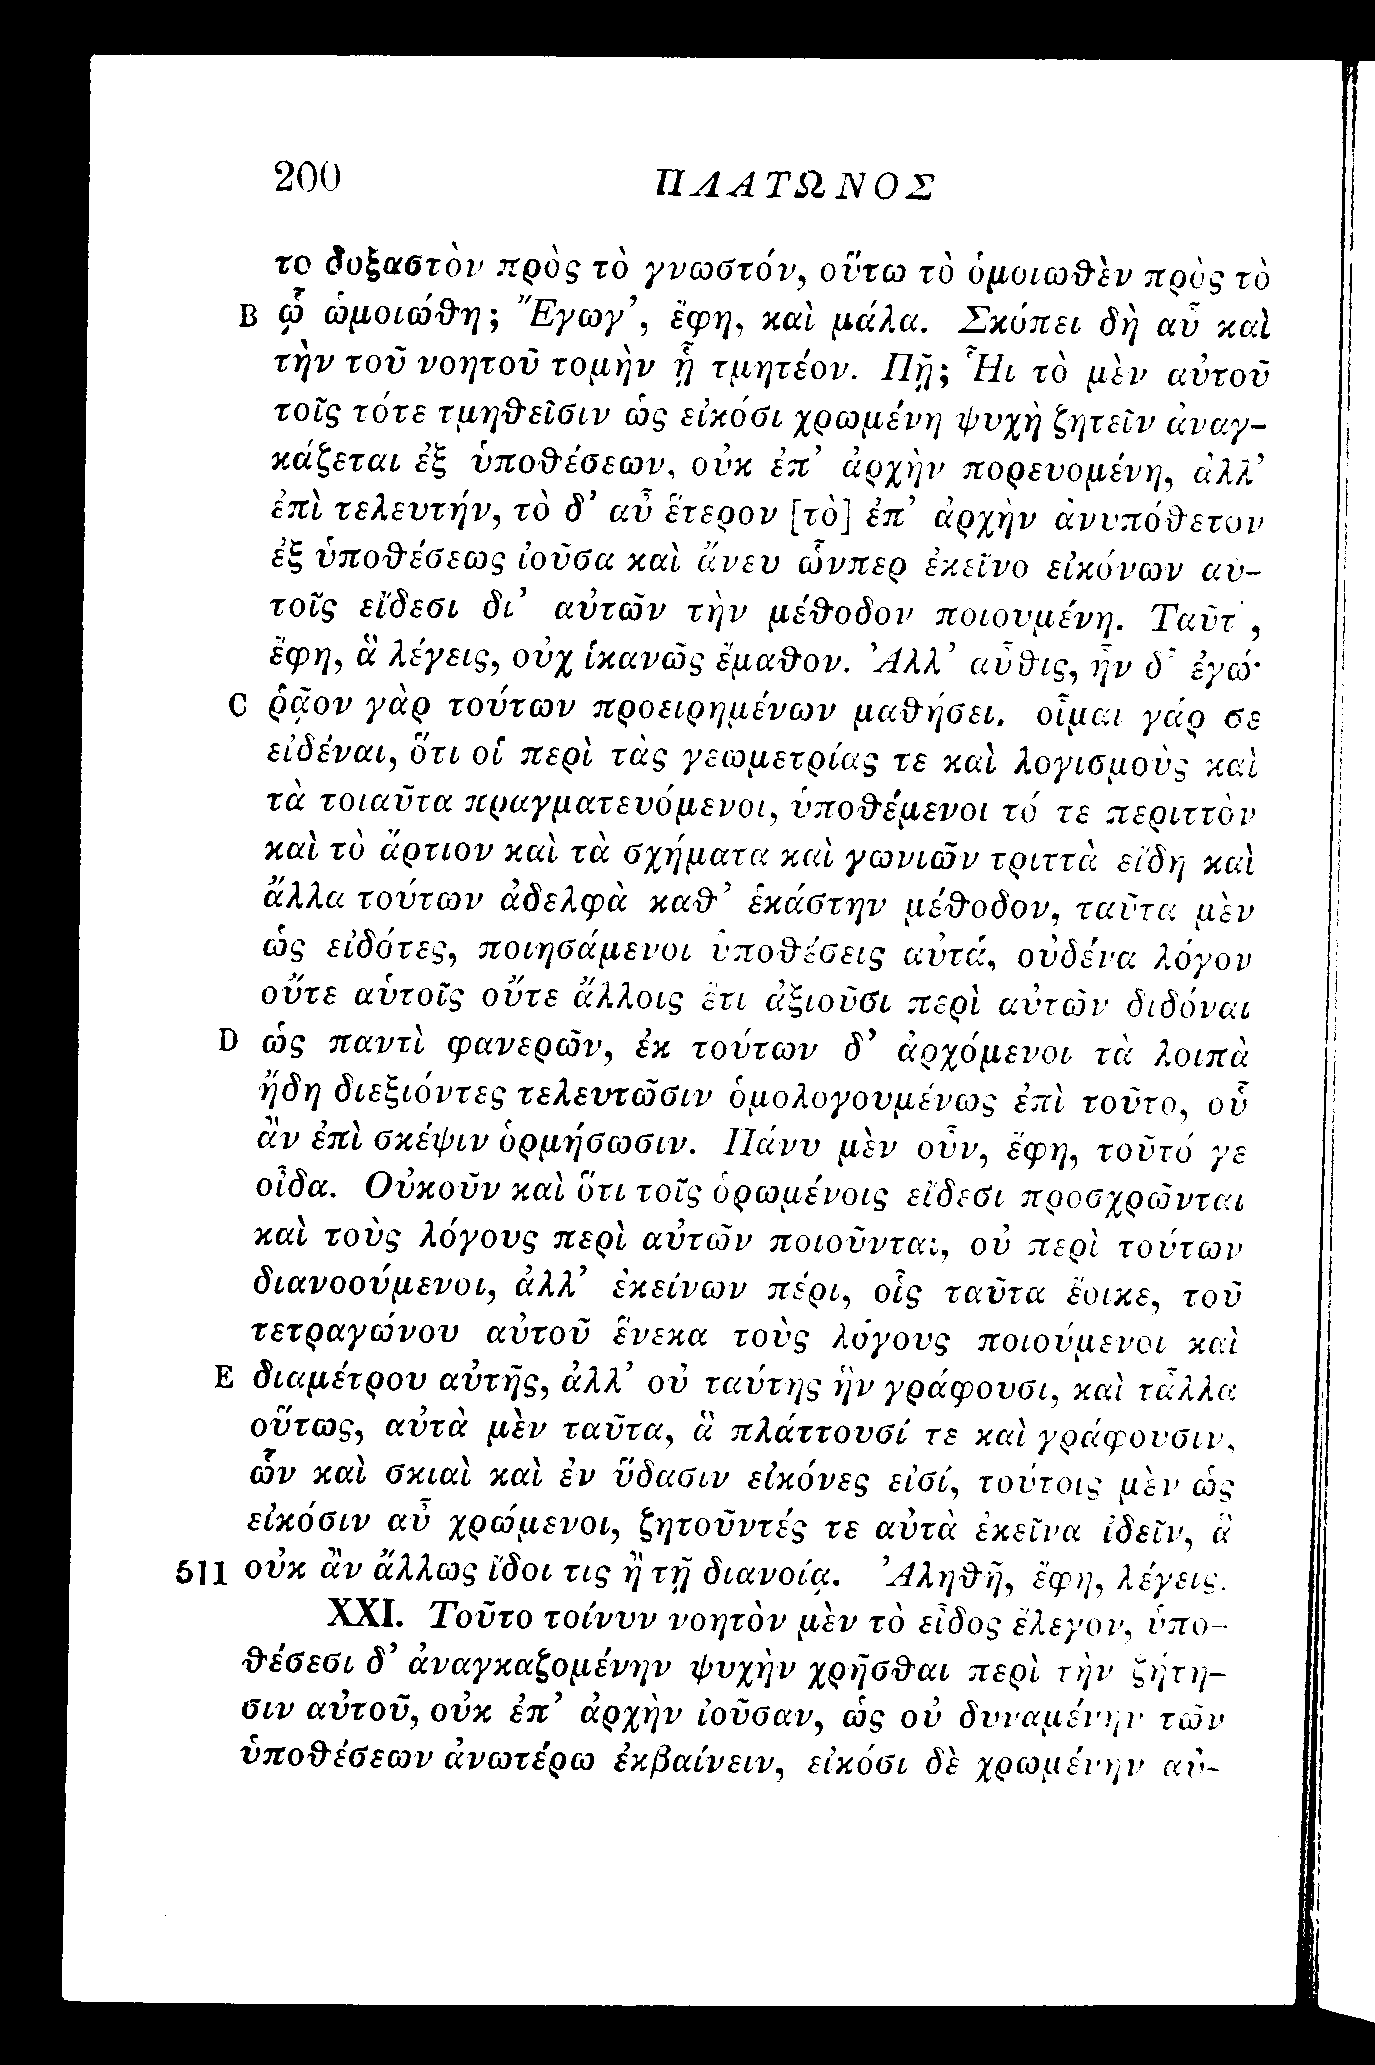 200 ΠΛΑΤΩΝΟΣ
το δοξαστὸν πρὸς τὸ γνωστόν, οὕτω τὸ ὁμοιωθὲν πρὸς τὸ
B ᾧ ὡμοιώθη; Ἔγωγ’, ἔφη, καὶ μάλα. Σκόπει δὴ αὖ καὶ
τὴν τοῦ νοητοῦ τομὴν ᾗ τμητέον. Πῇ; Ἧι τὸ μὲν αὐτοῦ
τοῖς τότε τμηθεῖσιν ὡς εἰκόσι χρωμένη ψυχὴ ζητεῖν ἀναγ-
κάζεται ἐξ ὑποθέσεων, οὐκ ἐπ’ ἀρχὴν πορευομένη, ἀλλ’
ἐπὶ τελευτήν, τὸ δ’ αὖ ἕτερον [τὸ] ἐπ’ ἀρχὴν ἀνυπόθετον
ἐξ ὑποθέσεως ἰοῦσα καὶ ἄνευ ὧνπερ ἐκεῖνο εἰκόνων αὐ-
τοῖς εἴδεσι δι’ αὐτῶν τὴν μέθοδον ποιουμένη. Ταῦτ’,
ἔφη, ἃ λέγεις, οὐχ ἱκανῶς ἔμαθον. Ἀλλ’ αὖθις, ἦν δ’ ἐγώ·
C ῥᾷον γὰρ τούτων προειρημένων μαθήσει. οἶμαι γάρ σε
εἰδέναι, ὅτι οἱ περὶ τὰς γεωμετρίας τε καὶ λογισμοὺς καὶ
τὰ τοιαῦτα πραγματευόμενοι, ὑποθέμενοι τό τε περιττὸν
καὶ τὸ ἄρτιον καὶ τὰ σχήματα καὶ γωνιῶν τριττὰ εἴδη καὶ
ἄλλα τούτων ἀδελφὰ καθ’ ἑκάστην μέθοδον, ταῦτα μὲν
ὡς εἰδότες, ποιησάμενοι ὑποθέσεις αὐτά, οὐδένα λόγον
οὔτε αὑτοῖς οὔτε ἄλλοις ἔτι ἀξιοῦσι περὶ αὐτῶν διδόναι
D ὡς παντὶ φανερῶν, ἐκ τούτων δ’ ἀρχόμενοι τὰ λοιπὰ
ἤδη διεξιόντες τελευτῶσιν ὁμολογουμένως ἐπὶ τοῦτο, οὗ
ἂν ἐπὶ σκέψιν ὁρμήσωσιν. Πάνυ μὲν οὖν, ἔφη, τοῦτό γε
οἶδα. Οὐκοῦν καὶ ὅτι τοῖς ὁρωμένοις εἴδεσι προσχρῶνται
καὶ τοὺς λόγους περὶ αὐτῶν ποιοῦνται, οὐ περὶ τούτων
διανοούμενοι, ἀλλ’ ἐκείνων πέρι, οἷς ταῦτα ἔοικε, τοῦ
τετραγώνου αὐτοῦ ἕνεκα τοὺς λόγους ποιούμενοι καὶ
E διαμέτρου αὐτῆς, ἀλλ’ οὐ ταύτης ἣν γράφουσι, καὶ τἆλλα
οὕτως, αὐτὰ μὲν ταῦτα, ἃ πλάττουσί τε καὶ γράφουσιν,
ὧν καὶ σκιαὶ καὶ ἐν ὕδασιν εἰκόνες εἰσί, τούτοις μὲν ὡς
εἰκόσιν αὖ χρώμενοι, ζητοῦντές τε αὐτὰ ἐκεῖνα ἰδεῖν, ἃ
511 οὐκ ἂν ἄλλως ἴδοι τις ἢ τῇ διανοίᾳ. Ἀληθῆ, ἔφη, λέγεις.
XXI. Τοῦτο τοίνυν νοητὸν μὲν τὸ εἶδος ἔλεγον, ὑπο-
θέσεσι δ’ ἀναγκαζομένην ψυχὴν χρῆσθαι περὶ τὴν ζήτη-
σιν αὐτοῦ, οὐκ ἐπ’ ἀρχὴν ἰοῦσαν, ὡς οὐ δυναμένην τῶν
ὑποθέσεων ἀνωτέρω ἐκβαίνειν, εἰκόσι δὲ χρωμένην αὐ-